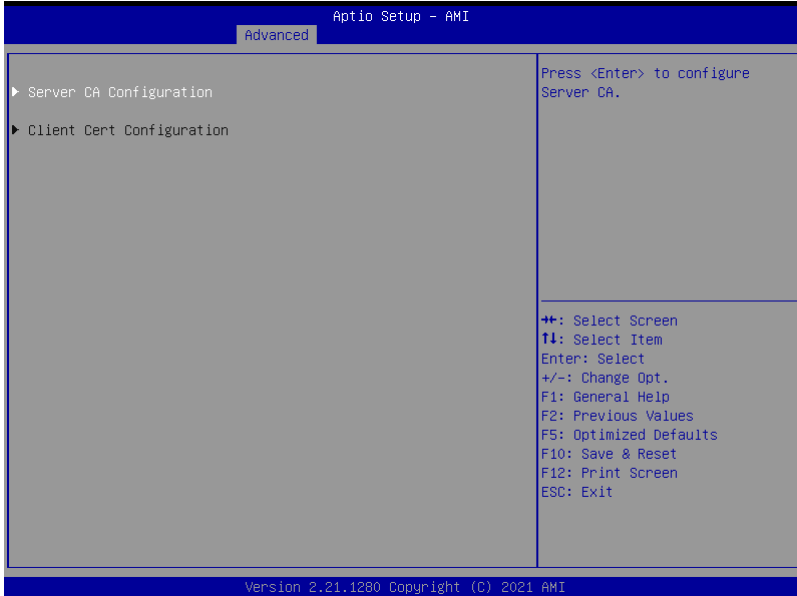 Aptio Setup – AMI
Advanced
Server CA Configuration
Client Cert Configuration
Press <Enter> to configure
Server CA.
→←: Select Screen
↑↓: Select Item
Enter: Select
+/-: Change Opt.
F1: General Help
F2: Previous Values
F5: Optimized Defaults
F10: Save & Reset
F12: Print Screen
ESC: Exit
Version 2.21.1280 Copyright (C) 2021 AMI